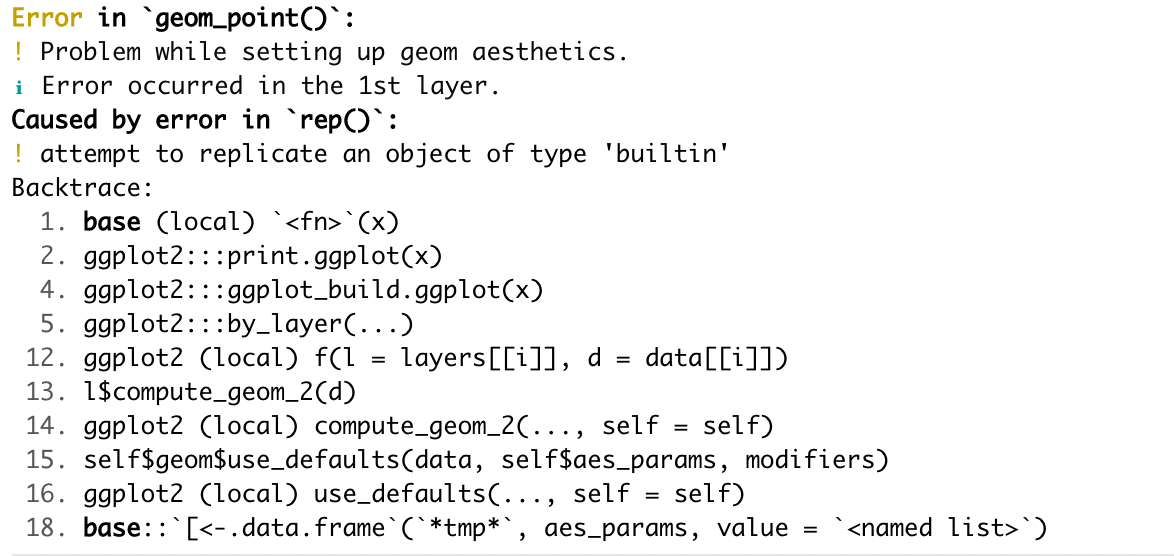 Error in `geom_point()`:
! Problem while setting up geom aesthetics.
ℹ Error occurred in the 1st layer.
Caused by error in `rep()`:
! attempt to replicate an object of type 'builtin'
Backtrace:
  1. base (local) `<fn>`(x)
  2. ggplot2:::print.ggplot(x)
  4. ggplot2:::ggplot_build.ggplot(x)
  5. ggplot2:::by_layer(...)
 12. ggplot2 (local) f(l = layers[[i]], d = data[[i]])
 13. l$compute_geom_2(d)
 14. ggplot2 (local) compute_geom_2(..., self = self)
 15. self$geom$use_defaults(data, self$aes_params, modifiers)
 16. ggplot2 (local) use_defaults(..., self = self)
 18. base::`[<-.data.frame`(`*tmp*`, aes_params, value = `<named list>`)